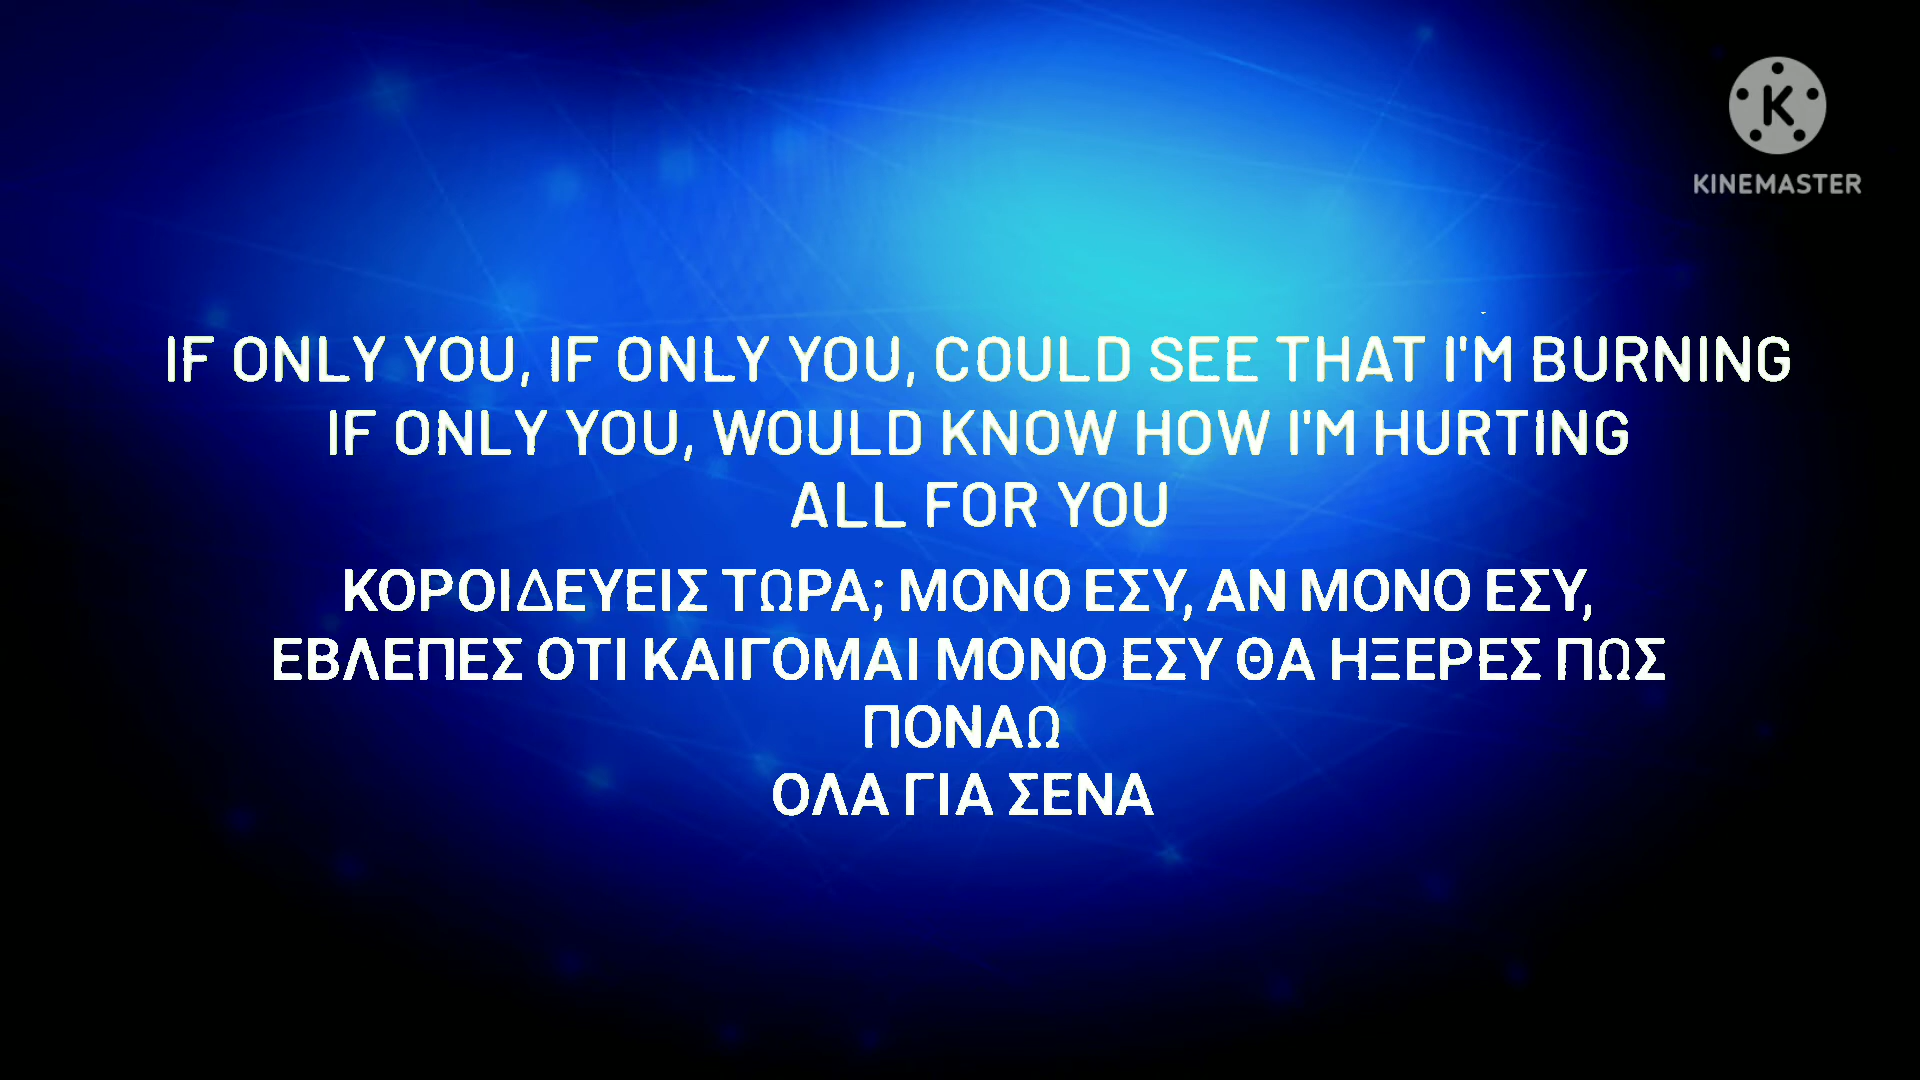 KINEMASTER
IF ONLY YOU, IF ONLY YOU, COULD SEE THAT I'M BURNING
IF ONLY YOU, WOULD KNOW HOW I'M HURTING
ALL FOR YOU
ΚΟΡΟΙΔΕΥΕΙΣ ΤΩΡΑ; ΜΟΝΟ ΕΣΥ, ΑΝ ΜΟΝΟ ΕΣΥ,
ΕΒΛΕΠΕΣ ΟΤΙ ΚΑΙΓΟΜΑΙ ΜΟΝΟ ΕΣΥ ΘΑ ΗΞΕΡΕΣ ΠΩΣ
ΠΟΝΑΩ
ΟΛΑ ΓΙΑ ΣΕΝΑ